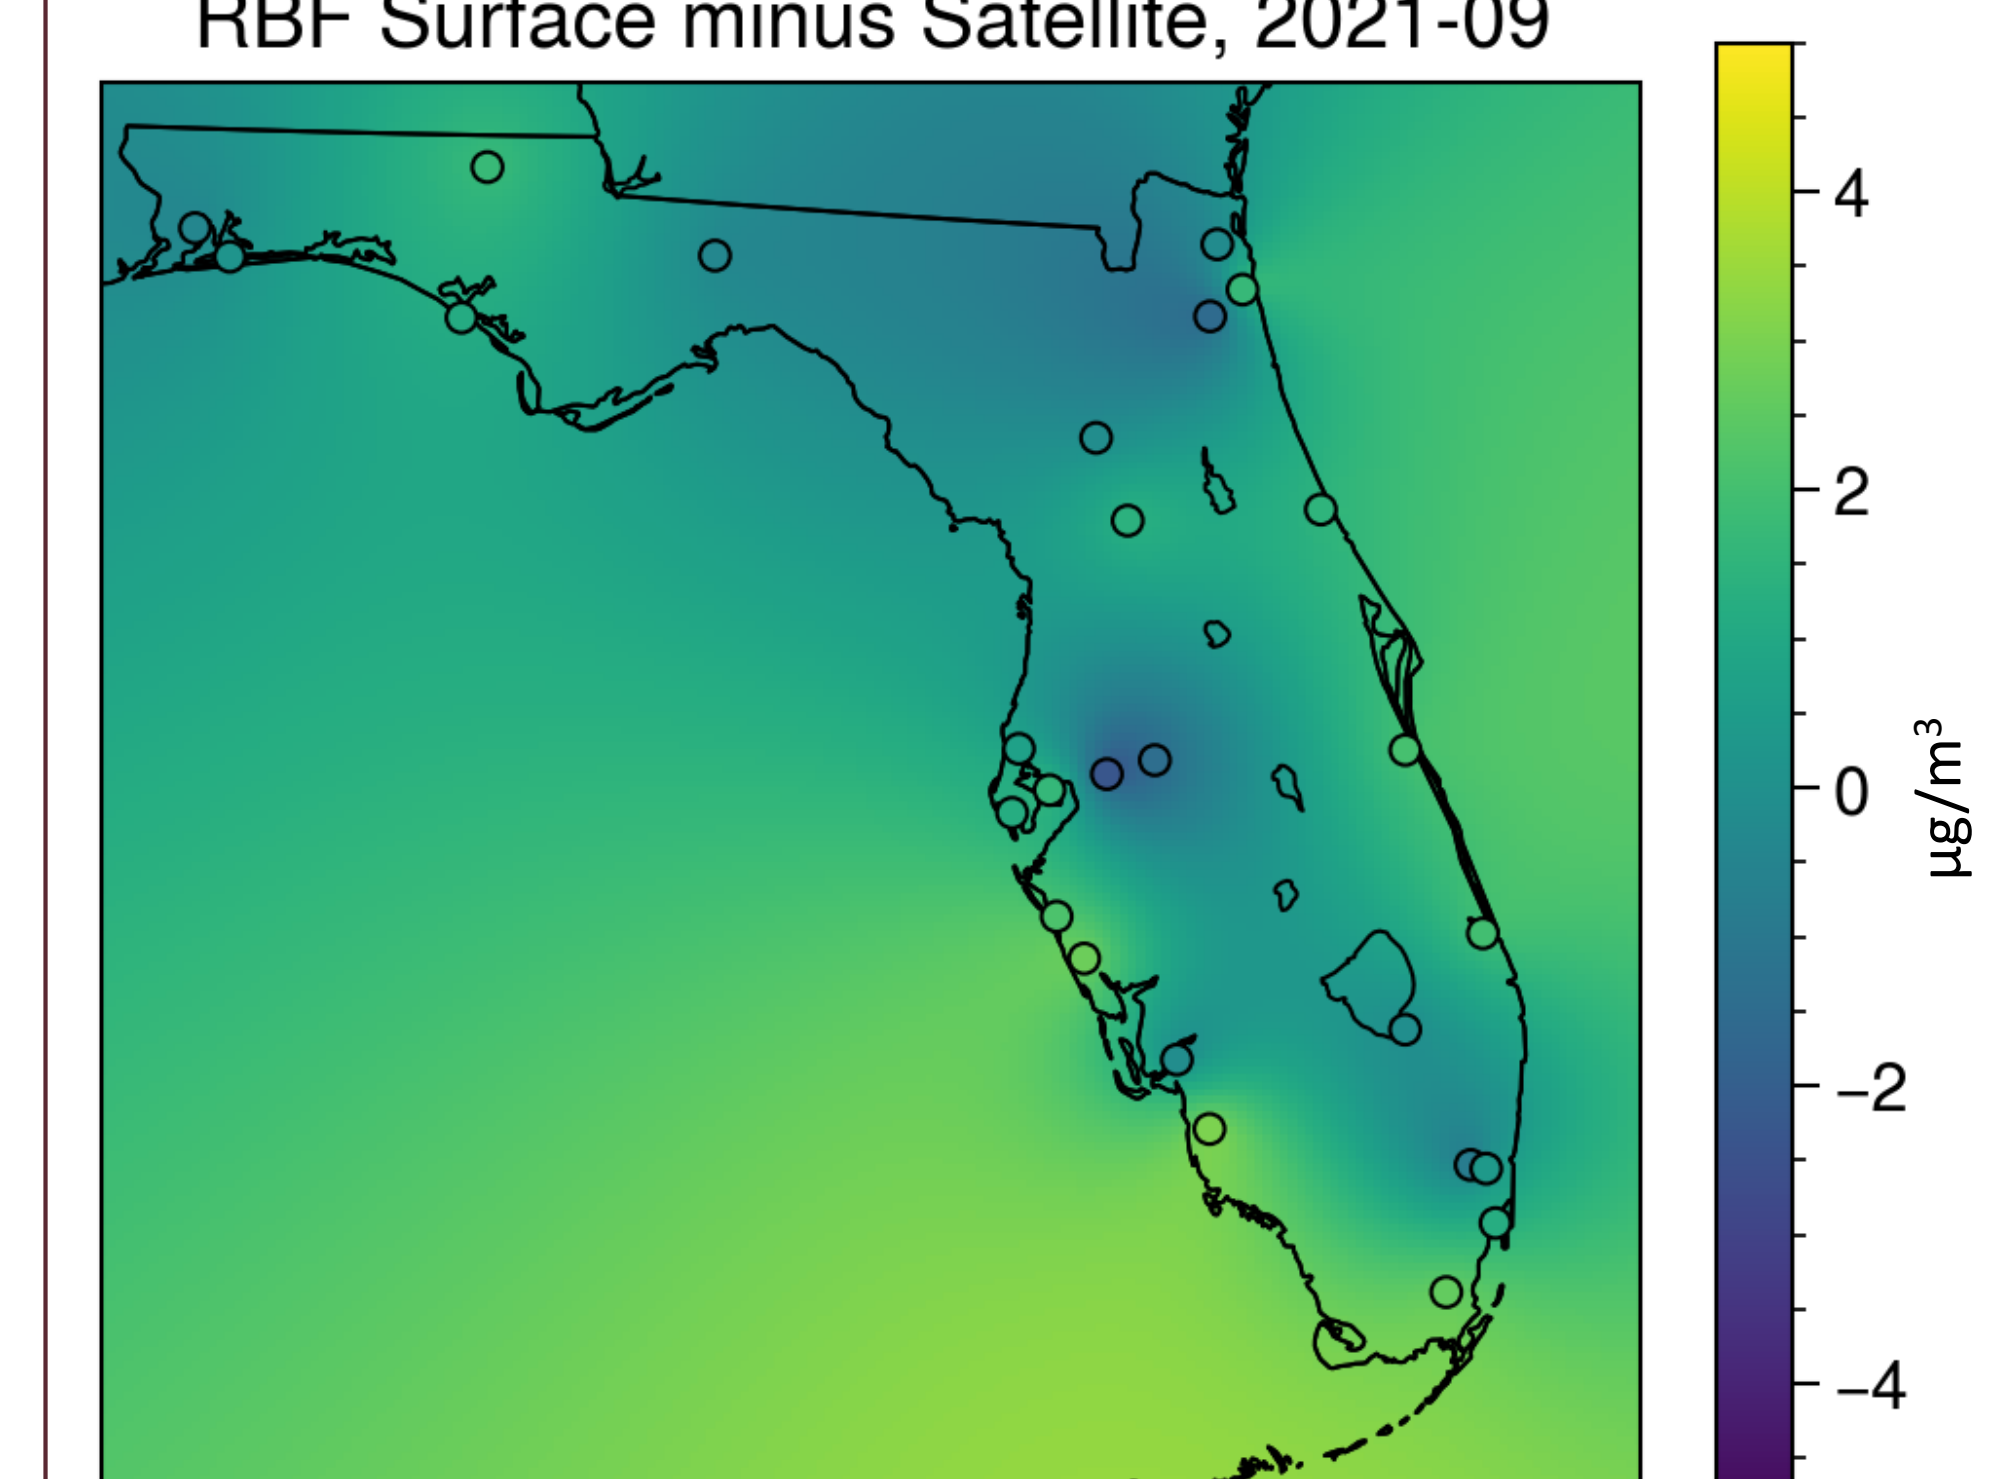 RBF Surface minus Satellite, 2021-09
4
2
0
−2
−4
µg/m³